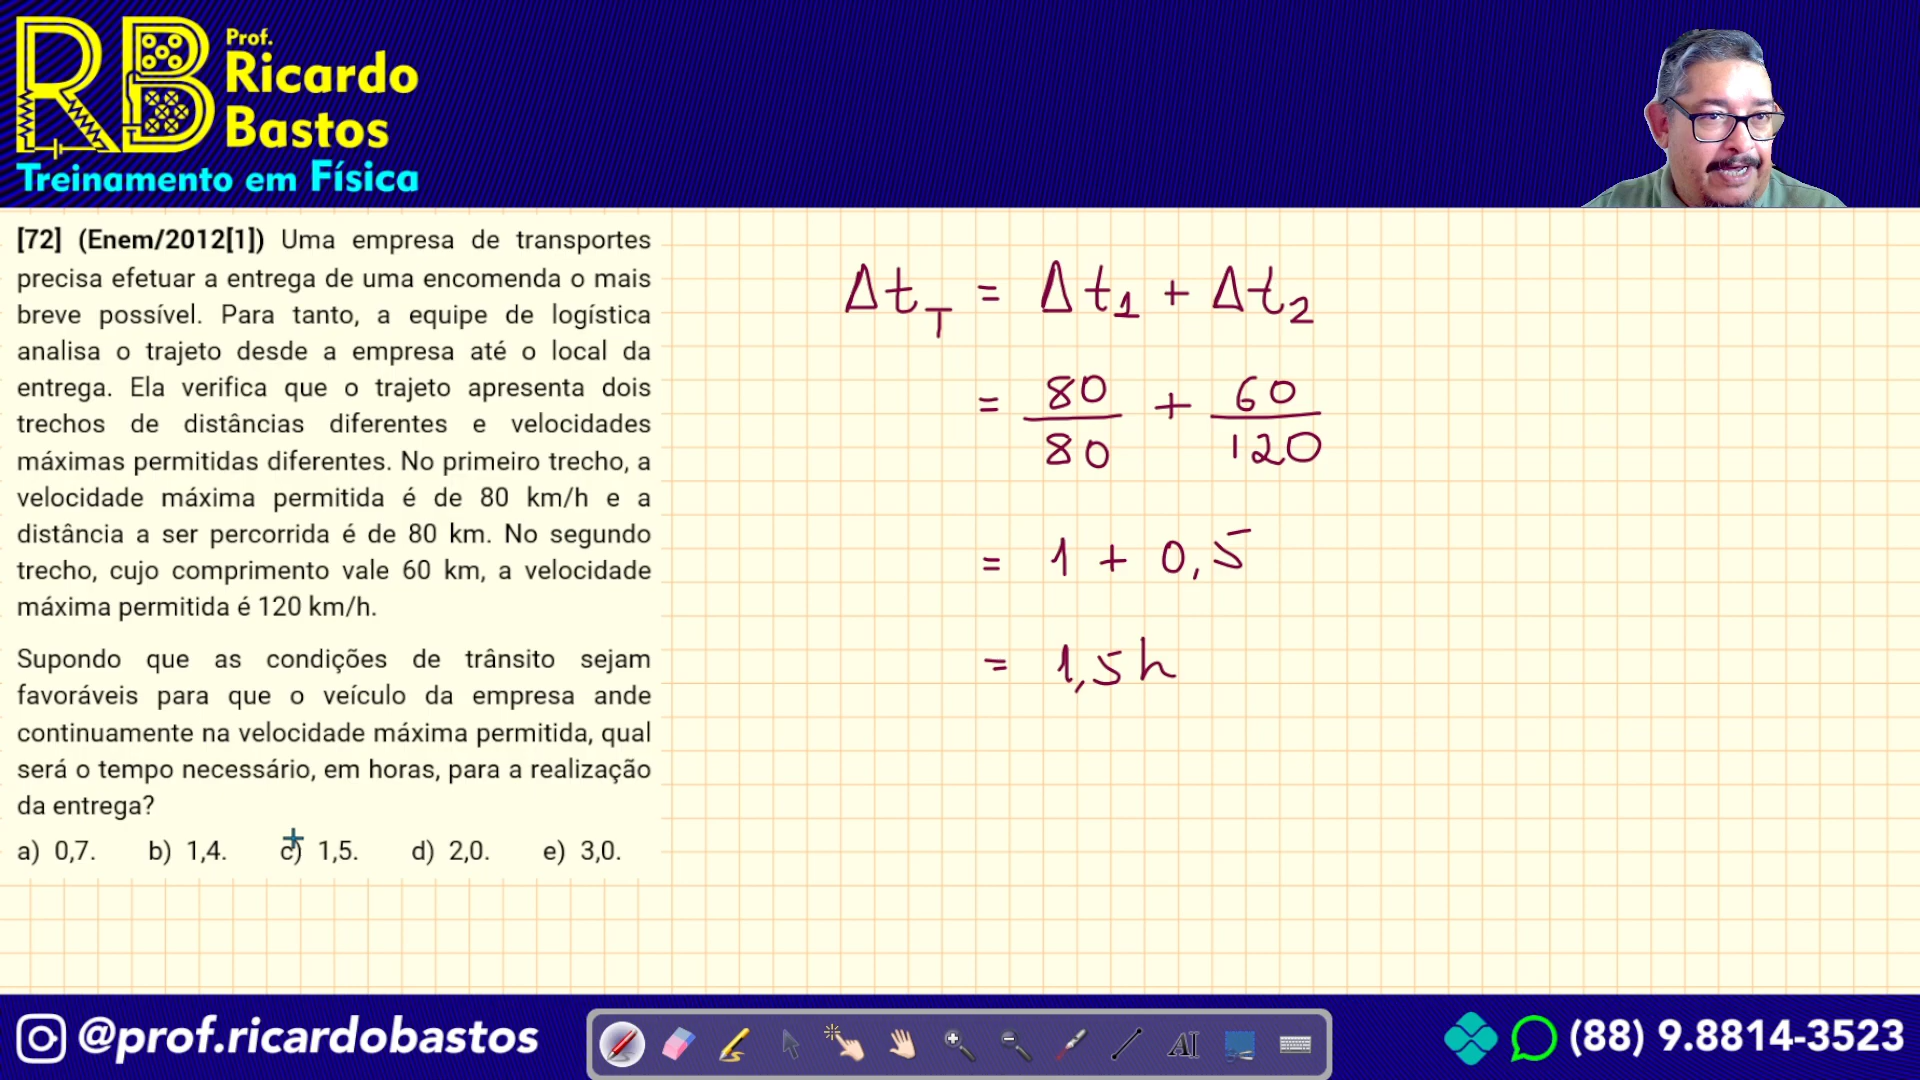 RB Prof.
Ricardo
Bastos
Treinamento em Física
[72] (Enem/2012[1]) Uma empresa de transportes
precisa efetuar a entrega de uma encomenda o mais
breve possível. Para tanto, a equipe de logística
analisa o trajeto desde a empresa até o local da
entrega. Ela verifica que o trajeto apresenta dois
trechos de distâncias diferentes e velocidades
máximas permitidas diferentes. No primeiro trecho, a
velocidade máxima permitida é de 80 km/h e a
distância a ser percorrida é de 80 km. No segundo
trecho, cujo comprimento vale 60 km, a velocidade
máxima permitida é 120 km/h.
Supondo que as condições de trânsito sejam
favoráveis para que o veículo da empresa ande
continuamente na velocidade máxima permitida, qual
será o tempo necessário, em horas, para a realização
da entrega?
a) 0,7. b) 1,4. c) 1,5. d) 2,0. e) 3,0.
Δt_T = Δt_1 + Δt_2
= 80/80 + 60/120
= 1 + 0,5
= 1,5 h
@prof.ricardobastos
AI
(88) 9.8814-3523